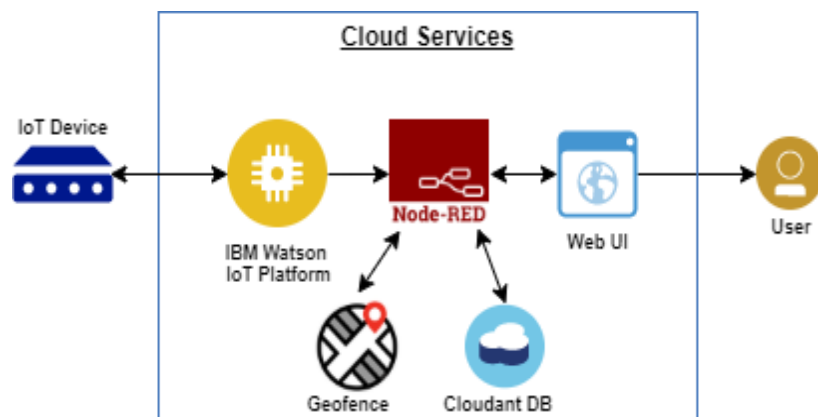 Cloud Services
IoT Device
Node-RED
IBM Watson
IoT Platform
Web UI
User
Geofence
Cloudant DB